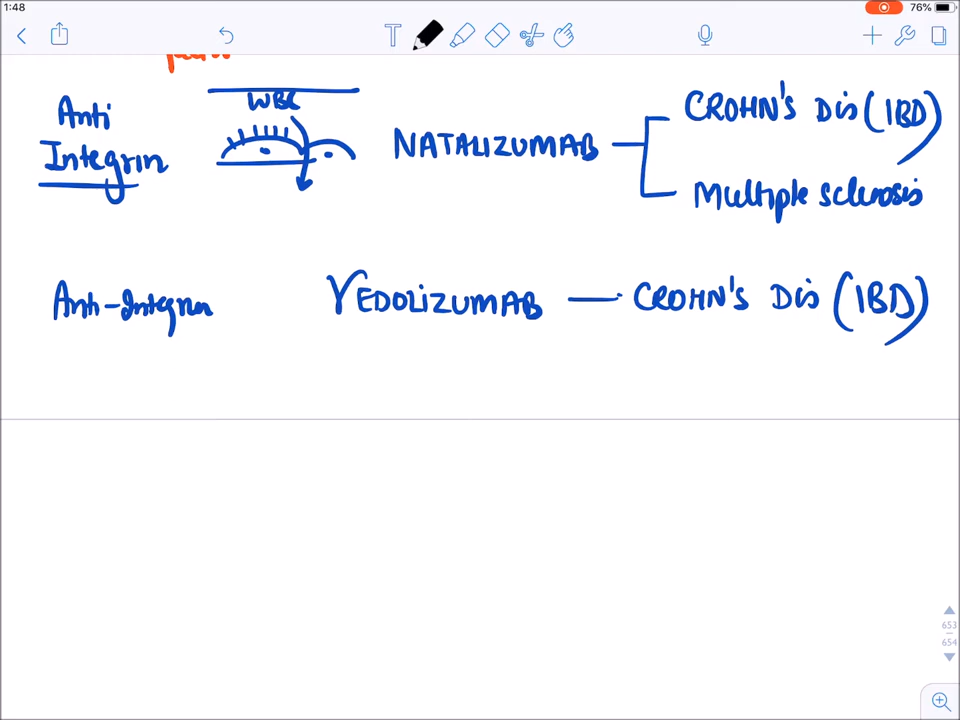 1:48
76%
WBC
CROHN'S Dis (IBD)
Anti
Integrin
NATALIZUMAB
Multiple sclerosis
Anti-Integrin
VEDOLIZUMAB — CROHN'S Dis (IBD)
653
654